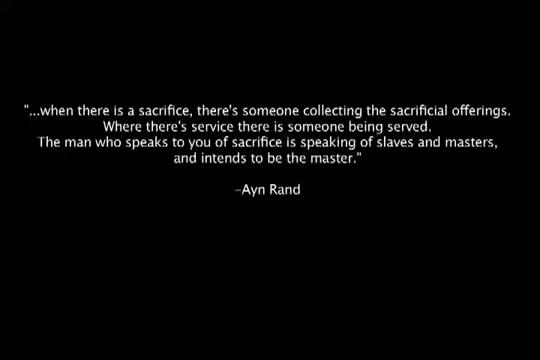 "...when there is a sacrifice, there's someone collecting the sacrificial offerings.
Where there's service there is someone being served.
The man who speaks to you of sacrifice is speaking of slaves and masters,
and intends to be the master."
–Ayn Rand